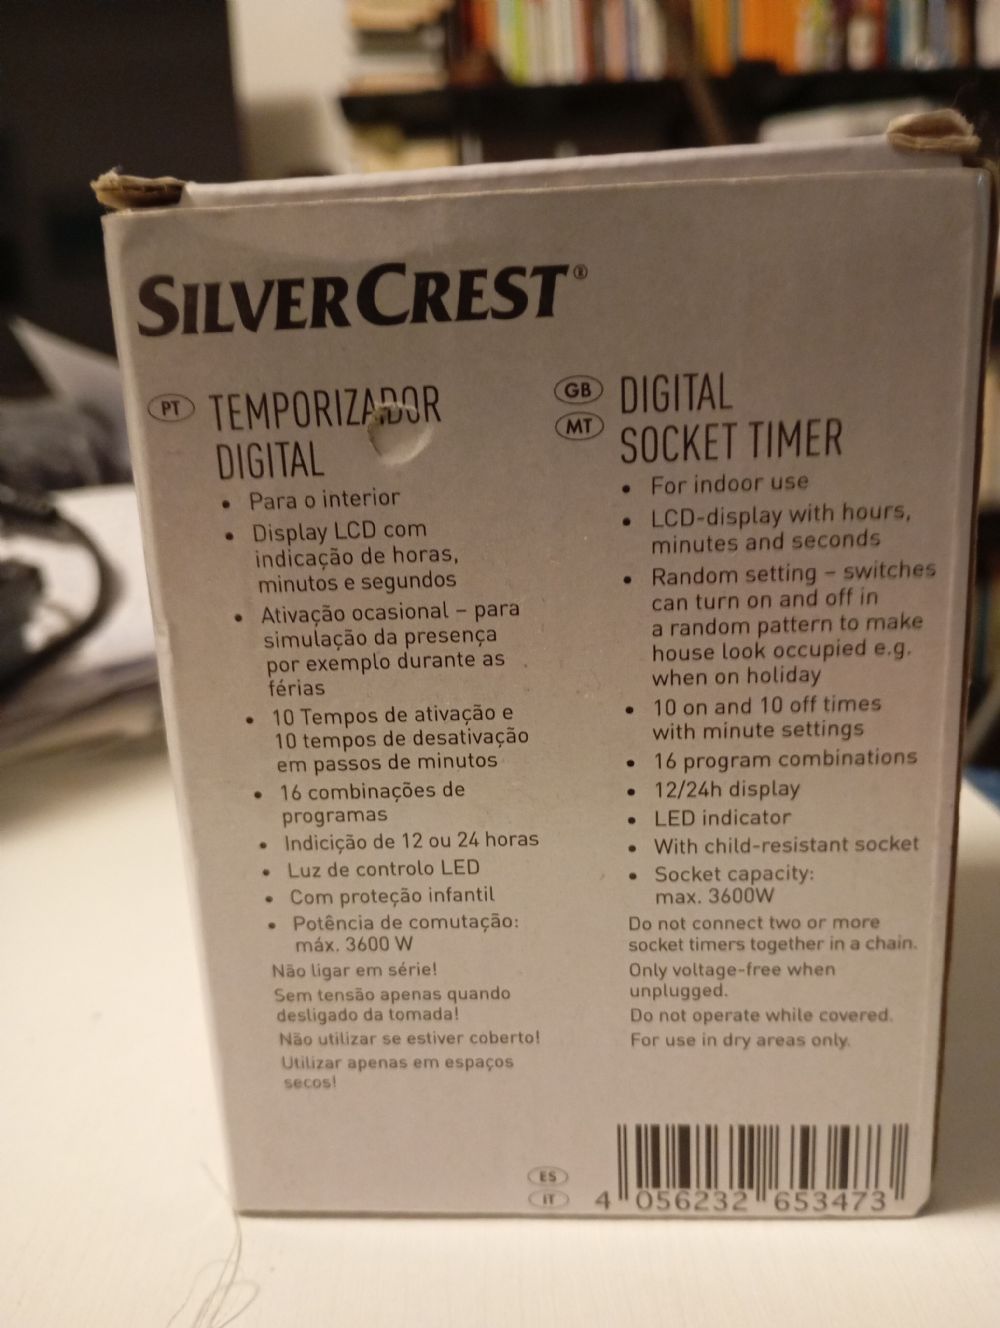 SILVERCREST®
PT TEMPORIZADOR
DIGITAL
• Para o interior
• Display LCD com
indicação de horas,
minutos e segundos
• Ativação ocasional – para
simulação da presença
por exemplo durante as
férias
• 10 Tempos de ativação e
10 tempos de desativação
em passos de minutos
• 16 combinações de
programas
• Indicição de 12 ou 24 horas
• Luz de controlo LED
• Com proteção infantil
• Potência de comutação:
máx. 3600 W
Não ligar em série!
Sem tensão apenas quando
desligado da tomada!
Não utilizar se estiver coberto!
Utilizar apenas em espaços
secos!
GB DIGITAL
MT SOCKET TIMER
• For indoor use
• LCD-display with hours,
minutes and seconds
• Random setting – switches
can turn on and off in
a random pattern to make
house look occupied e.g.
when on holiday
• 10 on and 10 off times
with minute settings
• 16 program combinations
• 12/24h display
• LED indicator
• With child-resistant socket
• Socket capacity:
max. 3600W
Do not connect two or more
socket timers together in a chain.
Only voltage-free when
unplugged.
Do not operate while covered.
For use in dry areas only.
ES
IT
4 056232 653473